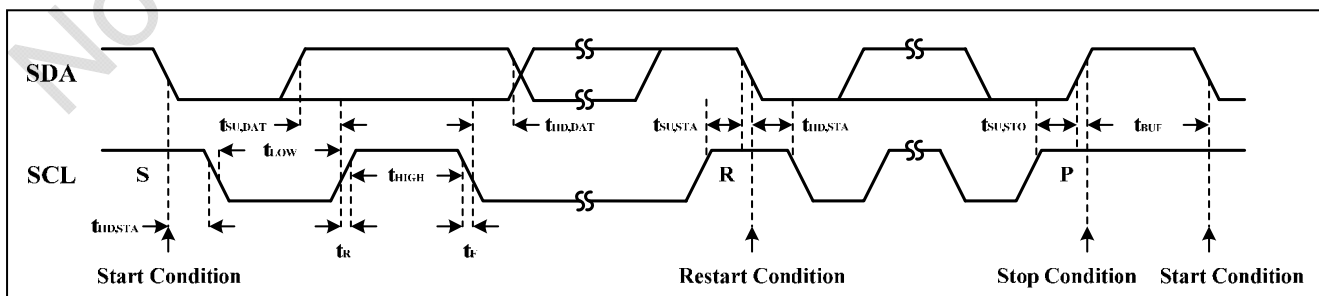 No
SDA
tSU,DAT
tHD,DAT
tSU,STA
tHD,STA
tSU,STO
tBUF
tLOW
SCL
S
tHIGH
R
P
tHD,STA
tR
tF
Start Condition
Restart Condition
Stop Condition
Start Condition